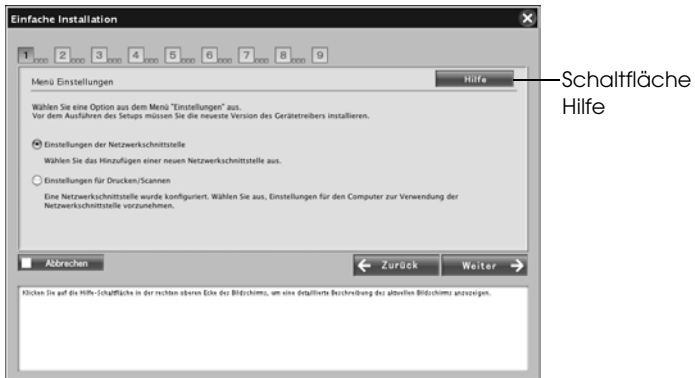 Einfache Installation
1 2 3 4 5 6 7 8 9
Menü Einstellungen
Hilfe
Schaltfläche
Hilfe
Wählen Sie eine Option aus dem Menü "Einstellungen" aus.
Vor dem Ausführen des Setups müssen Sie die neueste Version des Gerätetreibers installieren.
Einstellungen der Netzwerkschnittstelle
Wählen Sie das Hinzufügen einer neuen Netzwerkschnittstelle aus.
Einstellungen für Drucken/Scannen
Eine Netzwerkschnittstelle wurde konfiguriert. Wählen Sie aus, Einstellungen für den Computer zur Verwendung der
Netzwerkschnittstelle vorzunehmen.
Abbrechen
Zurück
Weiter
Klicken Sie auf die Hilfe-Schaltfläche in der rechten oberen Ecke des Bildschirms, um eine detaillierte Beschreibung des aktuellen Bildschirms anzuzeigen.